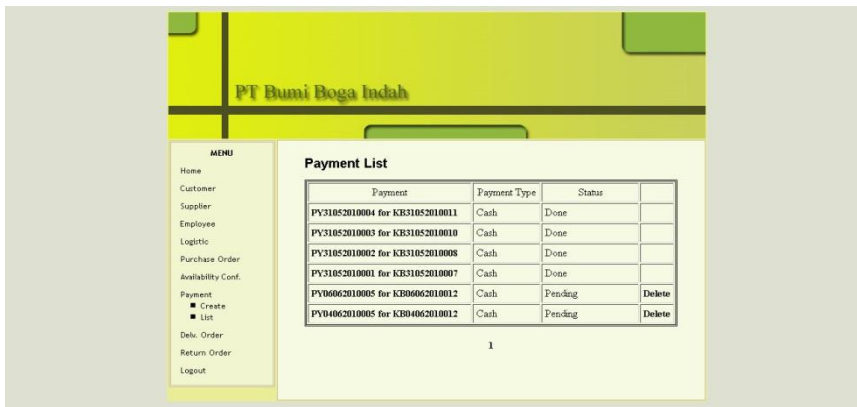 PT Bumi Boga Indah
MENU
Home
Customer
Supplier
Employee
Logistic
Purchase Order
Availability Conf.
Payment
Create
List
Delv. Order
Return Order
Logout
Payment List
Payment Payment Type Status
PY31052010004 for KB31052010011 Cash Done
PY31052010003 for KB31052010010 Cash Done
PY31052010002 for KB31052010008 Cash Done
PY31052010001 for KB31052010007 Cash Done
PY06062010005 for KB06062010012 Cash Pending Delete
PY04062010005 for KB04062010012 Cash Pending Delete
1